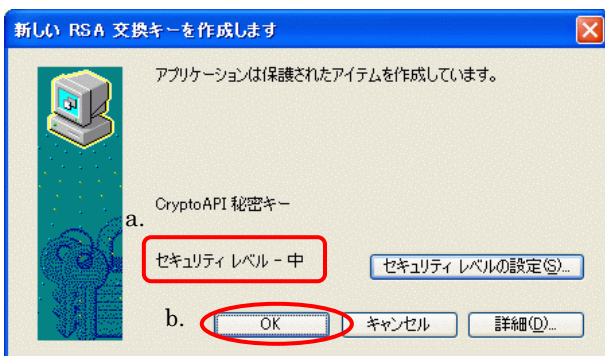 新しい RSA 交換キーを作成します
アプリケーションは保護されたアイテムを作成しています。
CryptoAPI 秘密キー
a.
セキュリティ レベル - 中
セキュリティ レベルの設定(S)...
b.
OK
キャンセル
詳細(D)...